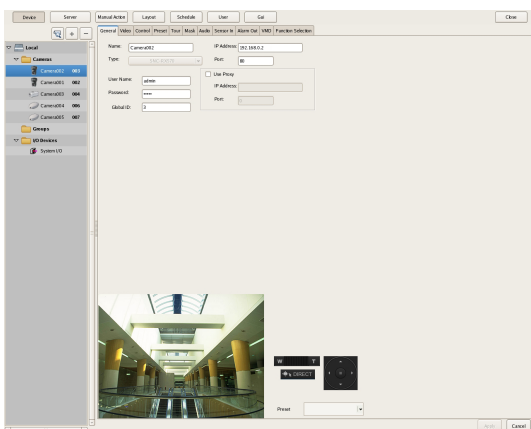 Device Server Manual Action Layout Schedule User Gui Close
General Video Control Preset Tour Mask Audio Sensor In Alarm Out VMD Function Selection
Local
Cameras
Camera002 003
Camera001 002
Camera003 004
Camera004 006
Camera005 007
Groups
I/O Devices
System I/O
Name: Camera002 IP Address: 192.168.0.2
Type: Port: 80
User Name: admin
Password: •••••
Global ID: 3
Use Proxy
IP Address:
Port: 0
W T
DIRECT
Preset
Apply Cancel